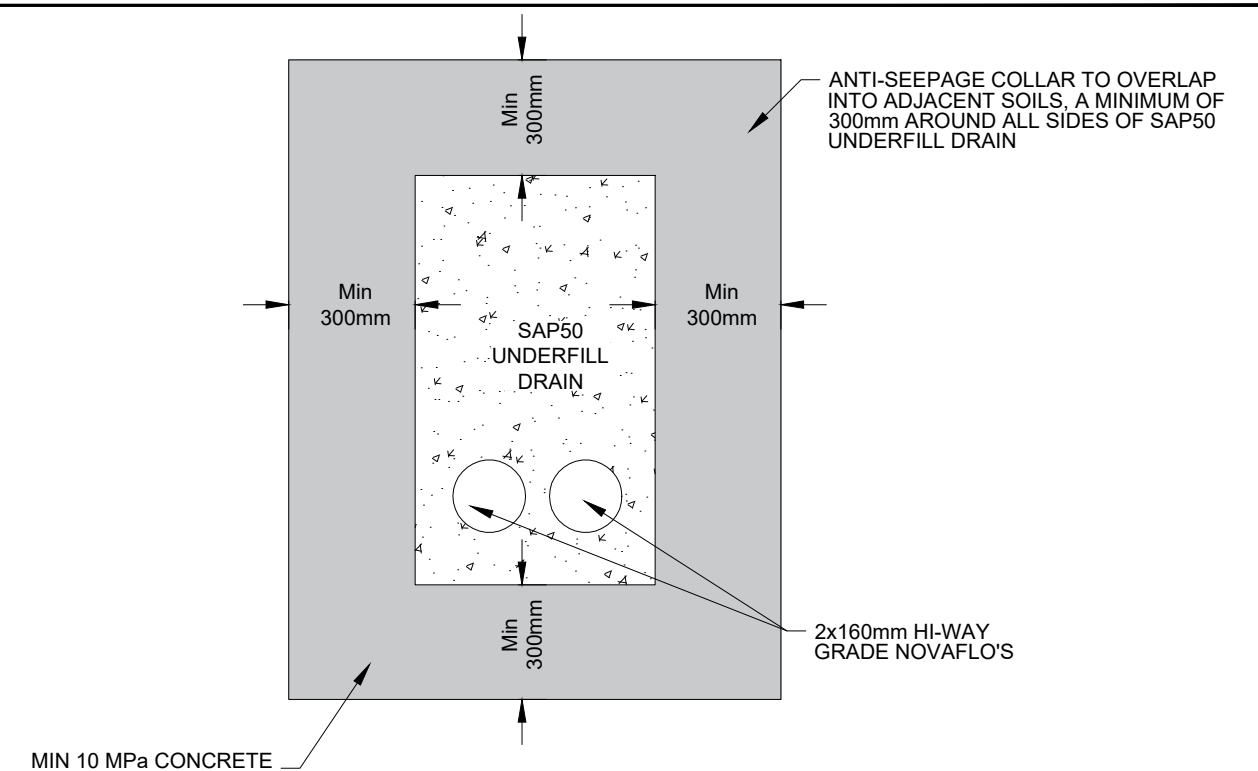 Min
300mm
ANTI-SEEPAGE COLLAR TO OVERLAP
INTO ADJACENT SOILS, A MINIMUM OF
300mm AROUND ALL SIDES OF SAP50
UNDERFILL DRAIN
Min
300mm
Min
300mm
SAP50
UNDERFILL
DRAIN
Min
300mm
2x160mm HI-WAY
GRADE NOVAFLO'S
MIN 10 MPa CONCRETE